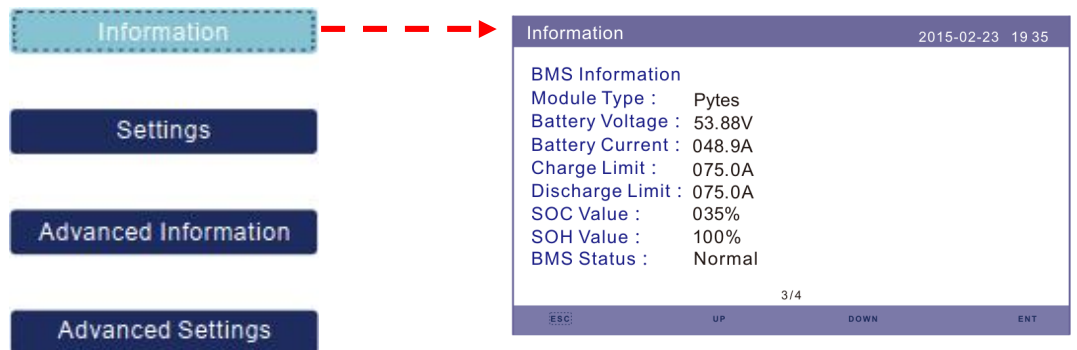 Information
Settings
Advanced Information
Advanced Settings
Information 2015-02-23 19 35
BMS Information
Module Type : Pytes
Battery Voltage : 53.88V
Battery Current : 048.9A
Charge Limit : 075.0A
Discharge Limit : 075.0A
SOC Value : 035%
SOH Value : 100%
BMS Status : Normal
3/4
ESC UP DOWN ENT